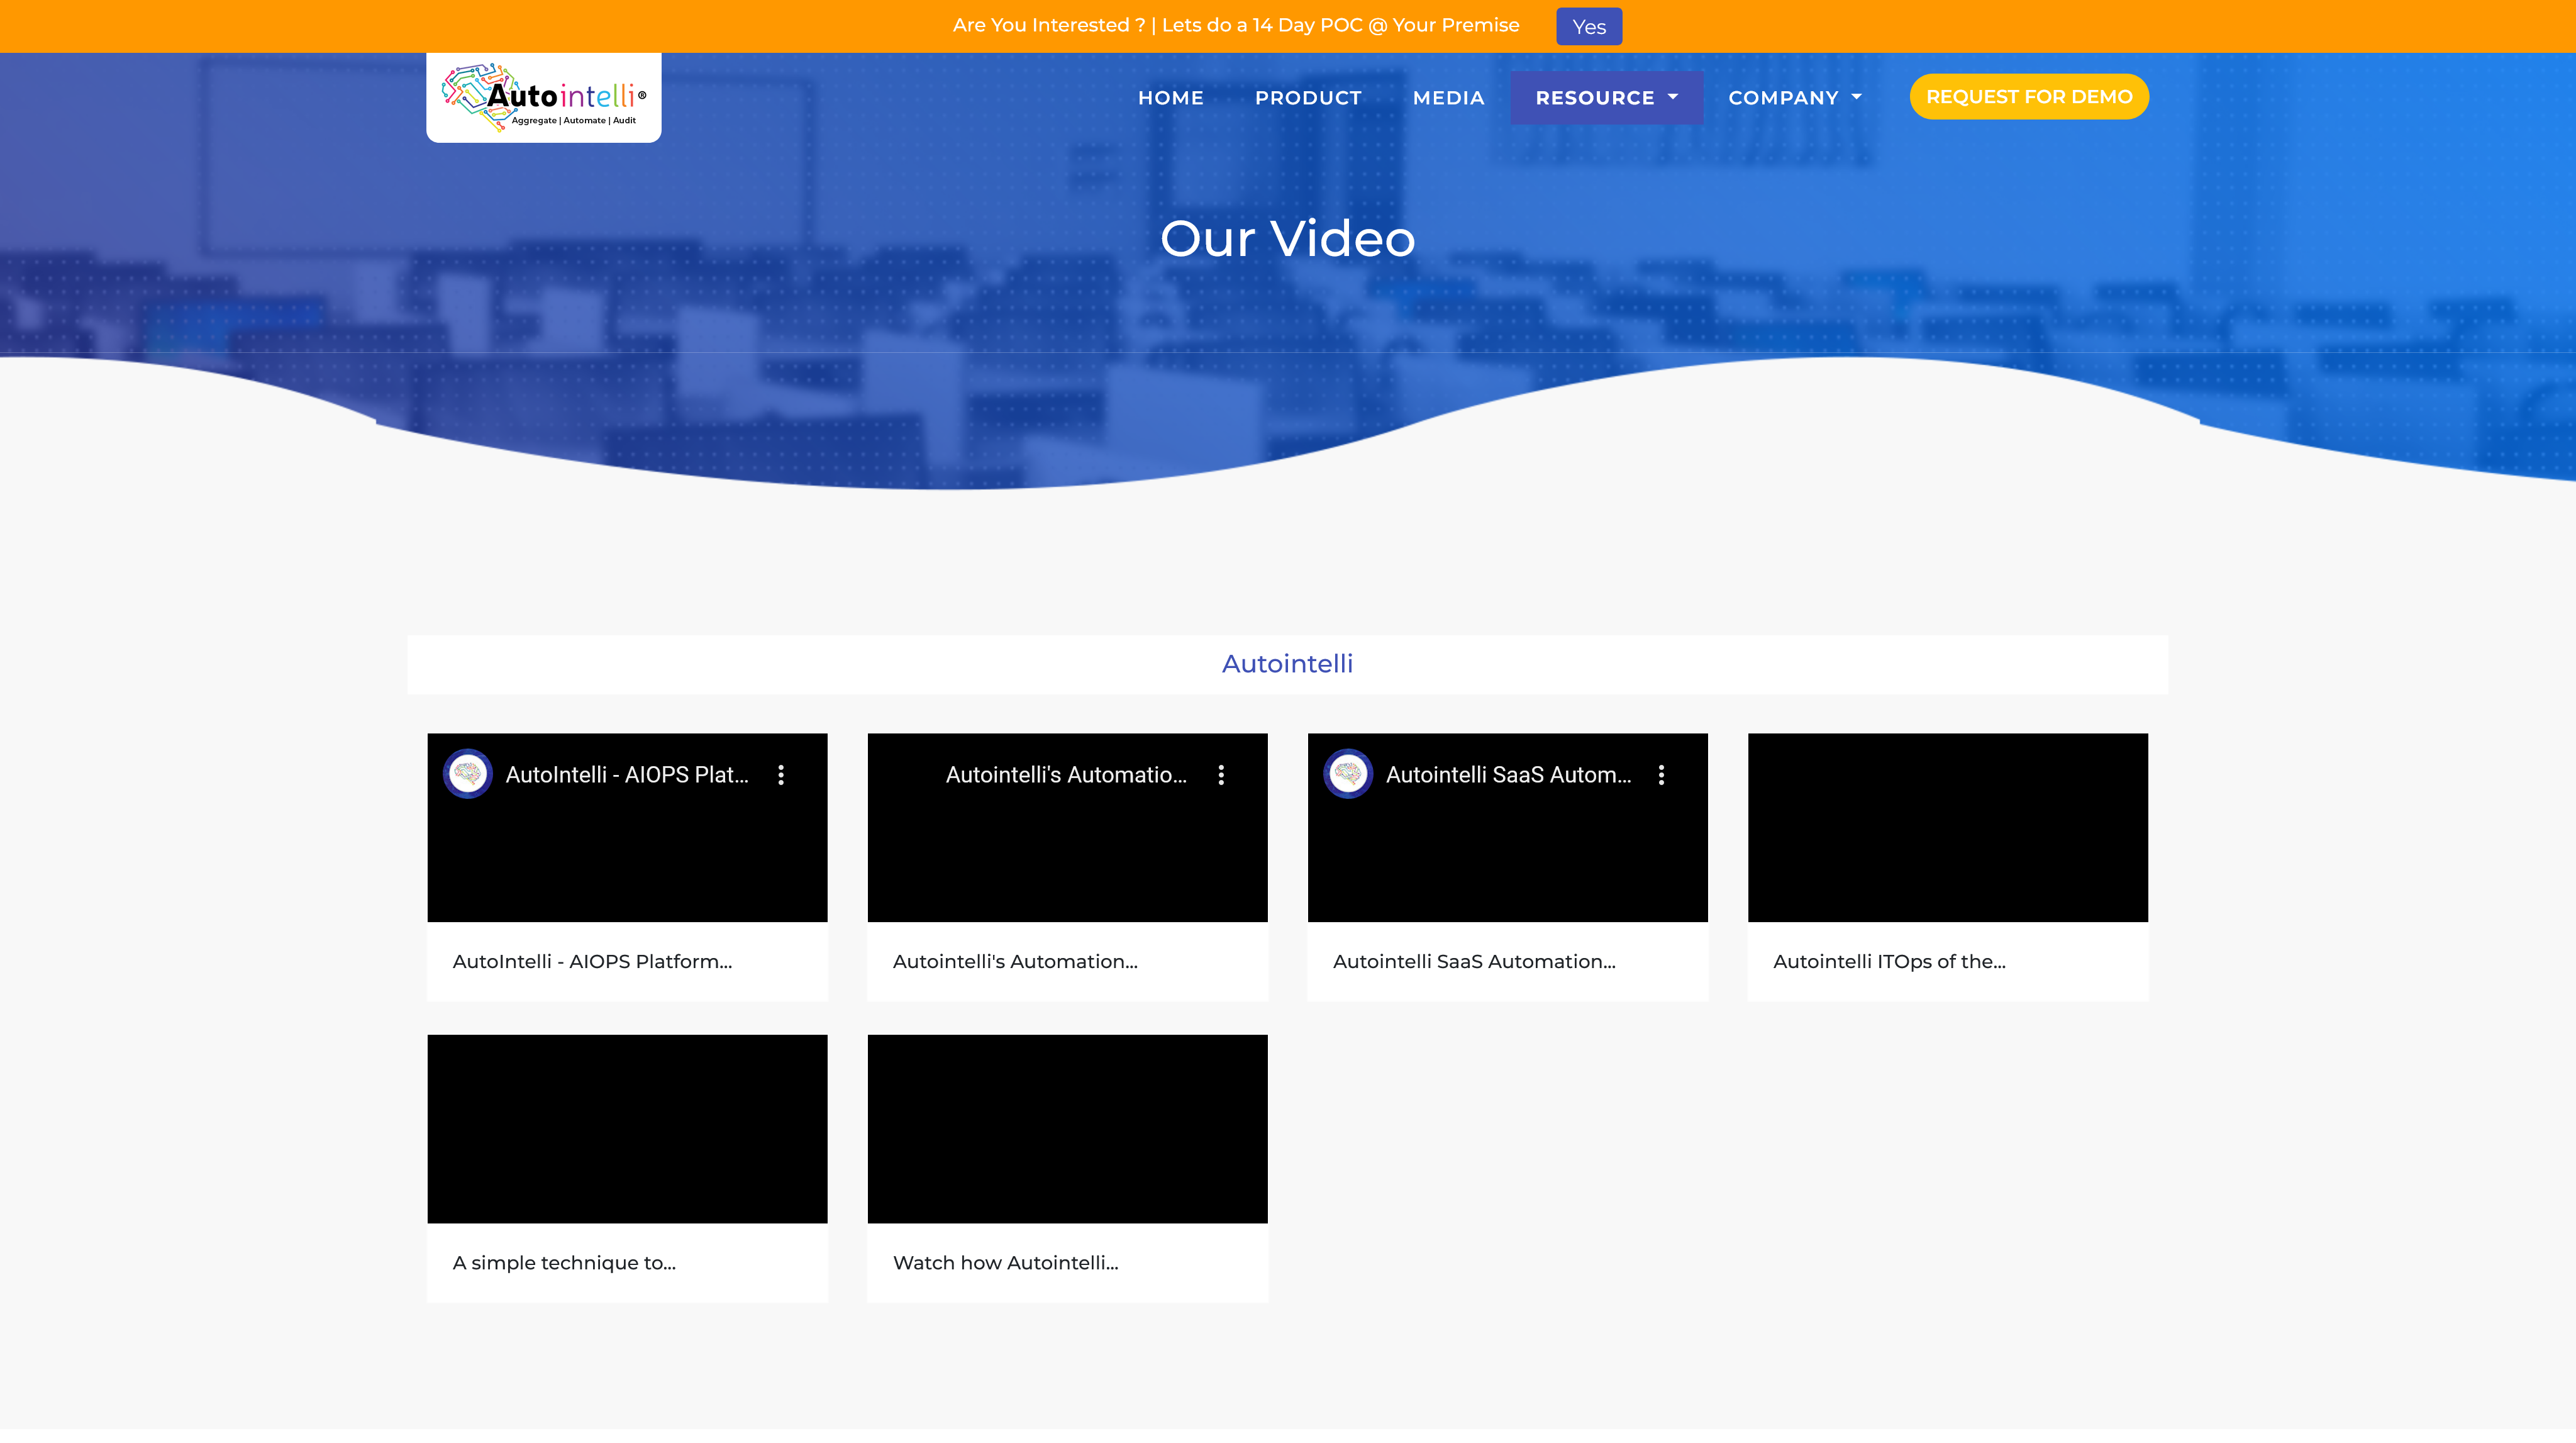 Are You Interested ? | Lets do a 14 Day POC @ Your Premise Yes
Autointelli®
Aggregate | Automate | Audit
HOME PRODUCT MEDIA RESOURCE COMPANY REQUEST FOR DEMO
Our Video
Autointelli
AutoIntelli - AIOPS Plat...
Autointelli's Automatio...
Autointelli SaaS Autom...
AutoIntelli - AIOPS Platform...
Autointelli's Automation...
Autointelli SaaS Automation...
Autointelli ITOps of the...
A simple technique to...
Watch how Autointelli...